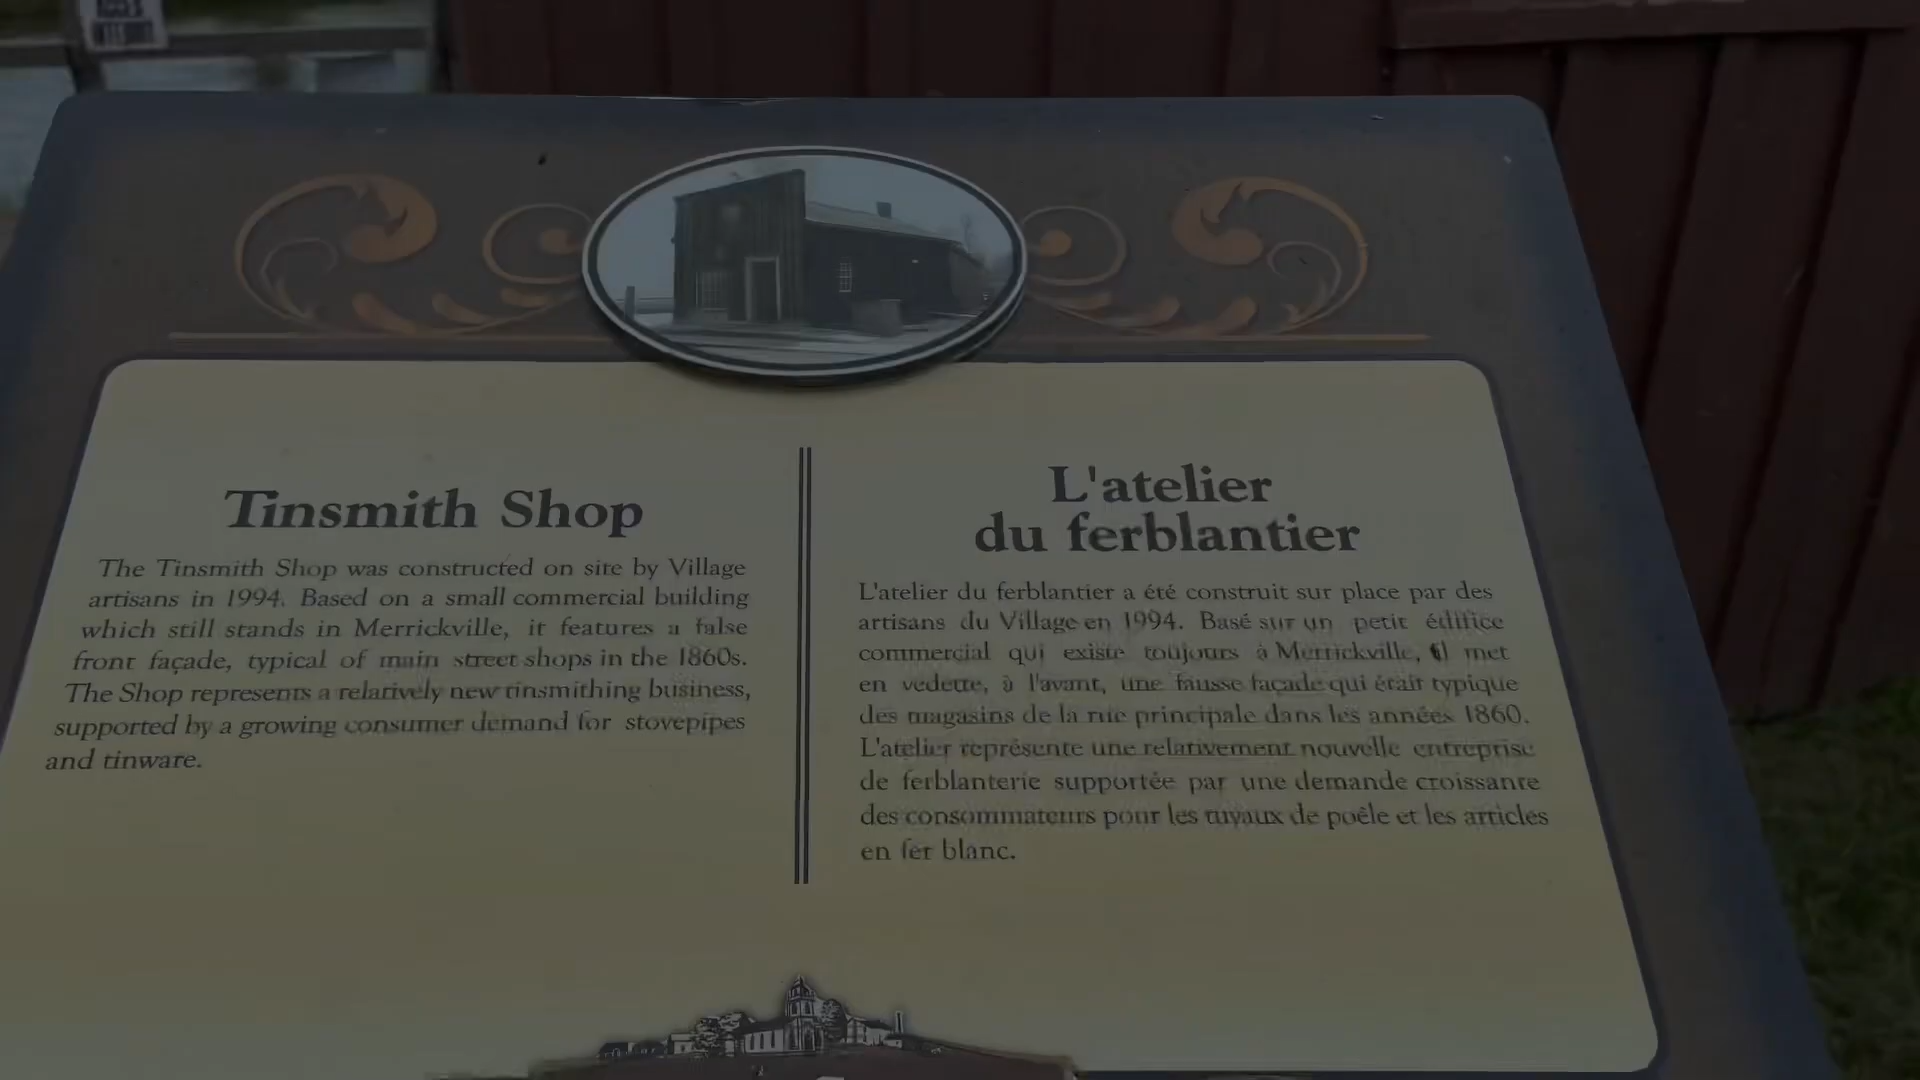 Tinsmith Shop
The Tinsmith Shop was constructed on site by Village
artisans in 1994. Based on a small commercial building
which still stands in Merrickville, it features a false
front façade, typical of main street shops in the 1860s.
The Shop represents a relatively new tinsmithing business,
supported by a growing consumer demand for stovepipes
and tinware.
L'atelier
du ferblantier
L'atelier du ferblantier a été construit sur place par des
artisans du Village en 1994. Basé sur un petit édifice
commercial qui existe toujours à Merrickville, il met
en vedette, à l'avant, une fausse façade qui était typique
des magasins de la rue principale dans les années 1860.
L'atelier représente une relativement nouvelle entreprise
de ferblanterie supportée par une demande croissante
des consommateurs pour les tuyaux de poêle et les articles
en fer blanc.